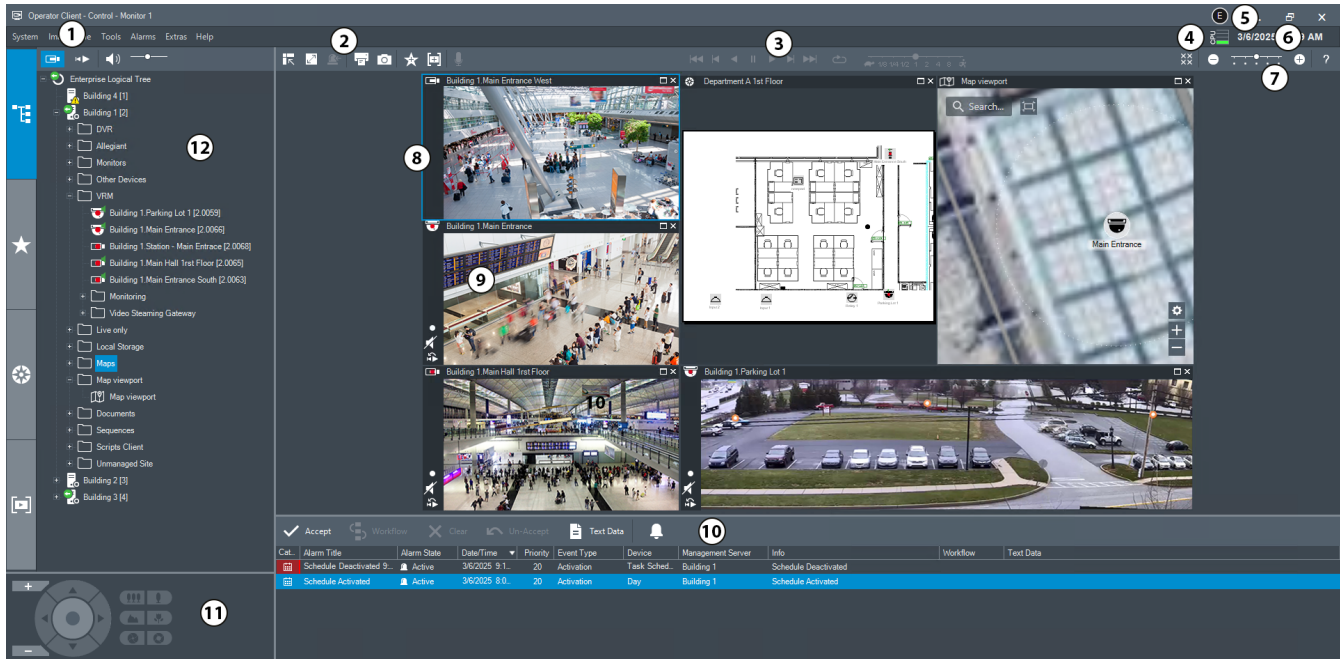 Operator Client - Control - Monitor 1
E
5
System
1
Tools
Alarms
Extras
Help
2
3
4
3/6/2025
6
AM
7
?
Enterprise Logical Tree
Building 4 [1]
Building 1 [2]
DVR
Allegiant
12
Monitors
Other Devices
VRM
Building 1.Parking Lot 1 [2.0059]
Building 1.Main Entrance [2.0066]
Building 1.Station - Main Entrace [2.0068]
Building 1.Main Hall 1rst Floor [2.0065]
Building 1.Main Entrance South [2.0063]
Monitoring
Video Steaming Gateway
Live only
Local Storage
Maps
Map viewport
Map viewport
Documents
Sequences
Scripts Client
Unmanaged Site
Building 2 [3]
Building 3 [4]
11
Building 1.Main Entrance West
8
Department A 1st Floor
Map viewport
Search...
Main Entrance
Building 1.Main Entrance
9
Building 1.Main Hall 1rst Floor
10
Building 1.Parking Lot 1
Accept
Workflow
Clear
Un-Accept
Text Data
10
Cat.. Alarm Title Alarm State Date/Time Priority Event Type Device Management Server Info Workflow Text Data
Schedule Deactivated 9:.. Active 3/6/2025 9:1... 20 Activation Task Sched... Building 1 Schedule Deactivated
Schedule Activated Active 3/6/2025 8:0... 20 Activation Day Building 1 Schedule Activated